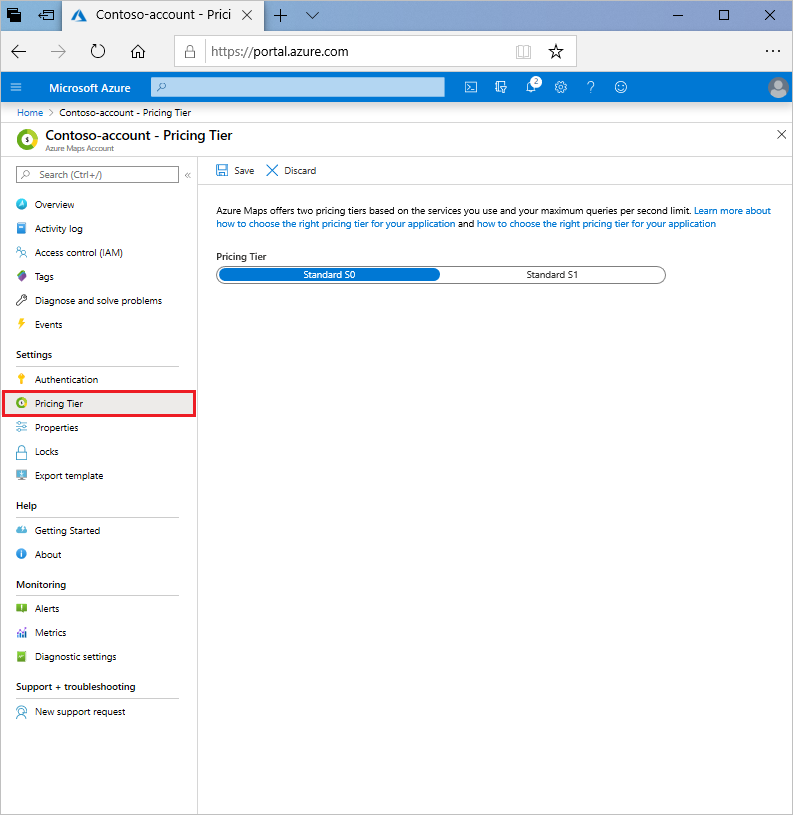 Contoso-account - Prici
https://portal.azure.com
Microsoft Azure
2
Home > Contoso-account - Pricing Tier
Contoso-account - Pricing Tier
Azure Maps Account
Search (Ctrl+/)
«
Overview
Activity log
Access control (IAM)
Tags
Diagnose and solve problems
Events
Settings
Authentication
Pricing Tier
Properties
Locks
Export template
Help
Getting Started
About
Monitoring
Alerts
Metrics
Diagnostic settings
Support + troubleshooting
New support request
Save Discard
Azure Maps offers two pricing tiers based on the services you use and your maximum queries per second limit. Learn more about
how to choose the right pricing tier for your application and how to choose the right pricing tier for your application
Pricing Tier
Standard S0 Standard S1